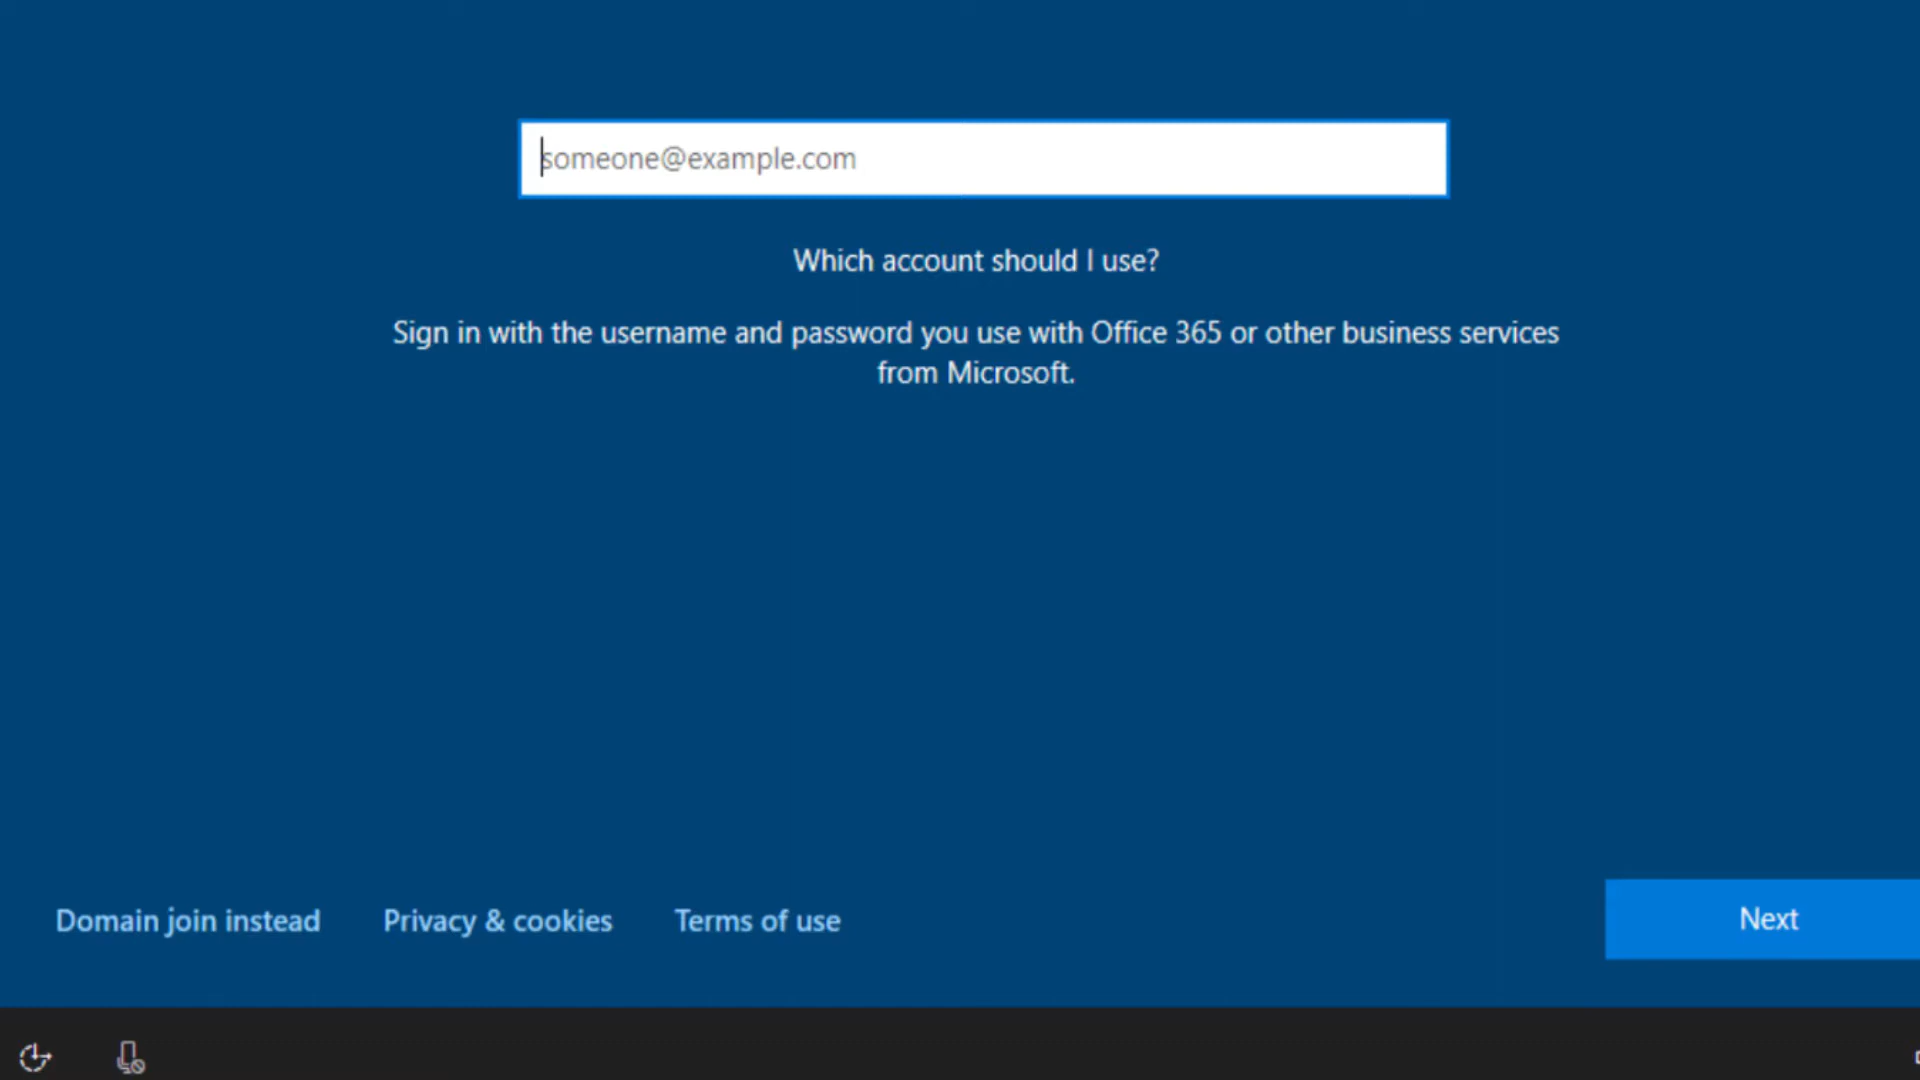 someone@example.com
Which account should I use?
Sign in with the username and password you use with Office 365 or other business services
from Microsoft.
Domain join instead
Privacy & cookies
Terms of use
Next